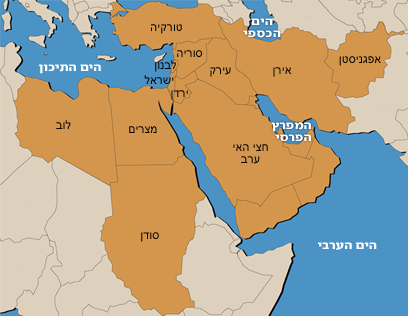 טורקיה
הים
הכספי
סוריה
אפגניסטן
הים התיכון
לבנון
עירק
אירן
ישראל
ירדן
לוב
מצרים
המפרץ
הפרסי
חצי האי
ערב
סודן
הים הערבי